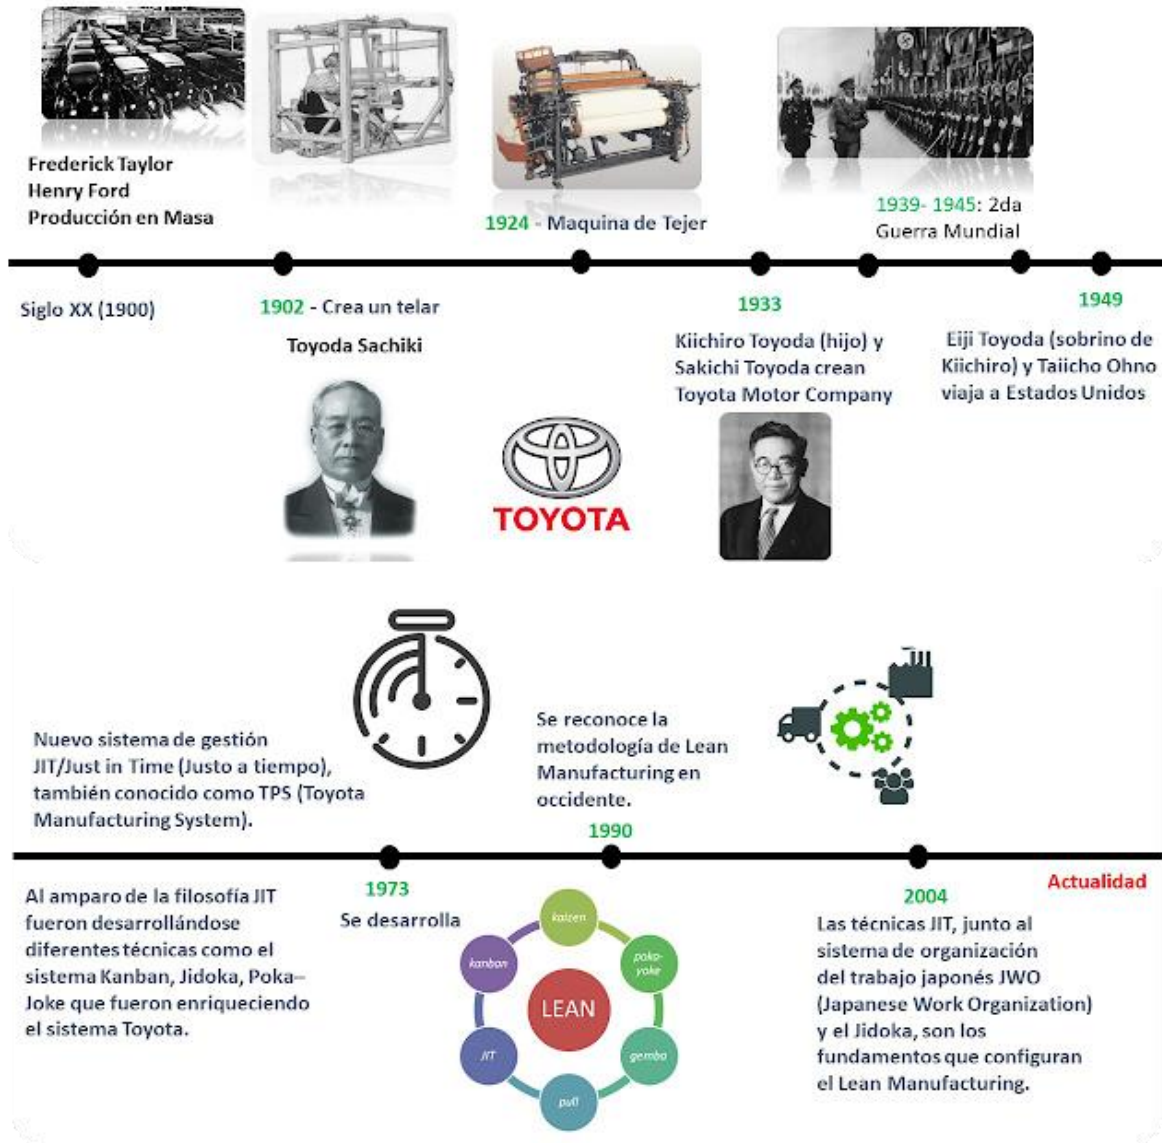 Frederick Taylor
Henry Ford
Producción en Masa
1924 - Maquina de Tejer
1939- 1945: 2da
Guerra Mundial
Siglo XX (1900)
1902 - Crea un telar
Toyoda Sachiki
TOYOTA
1933
Kiichiro Toyoda (hijo) y
Sakichi Toyoda crean
Toyota Motor Company
1949
Eiji Toyoda (sobrino de
Kiichiro) y Taiicho Ohno
viaja a Estados Unidos
Nuevo sistema de gestión
JIT/Just in Time (Justo a tiempo),
también conocido como TPS (Toyota
Manufacturing System).
Se reconoce la
metodología de Lean
Manufacturing en
occidente.
1990
Al amparo de la filosofía JIT
fueron desarrollándose
diferentes técnicas como el
sistema Kanban, Jidoka, Poka–
Joke que fueron enriqueciendo
el sistema Toyota.
1973
Se desarrolla
kaizen
poka-
yoke
gemba
pull
JIT
kanban
LEAN
Actualidad
2004
Las técnicas JIT, junto al
sistema de organización
del trabajo japonés JWO
(Japanese Work Organization)
y el Jidoka, son los
fundamentos que configuran
el Lean Manufacturing.